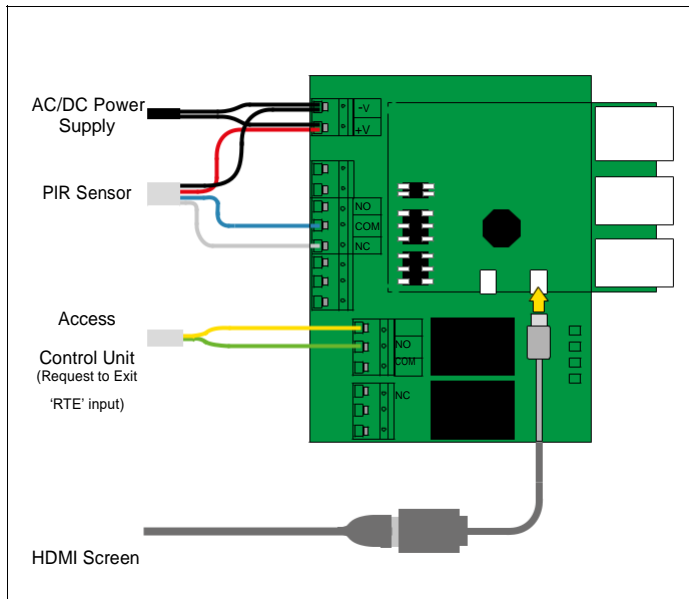 AC/DC Power
Supply
-V
+V
PIR Sensor
NO
COM
NC
Access
Control Unit
(Request to Exit
‘RTE’ input)
NO
COM
NC
HDMI Screen